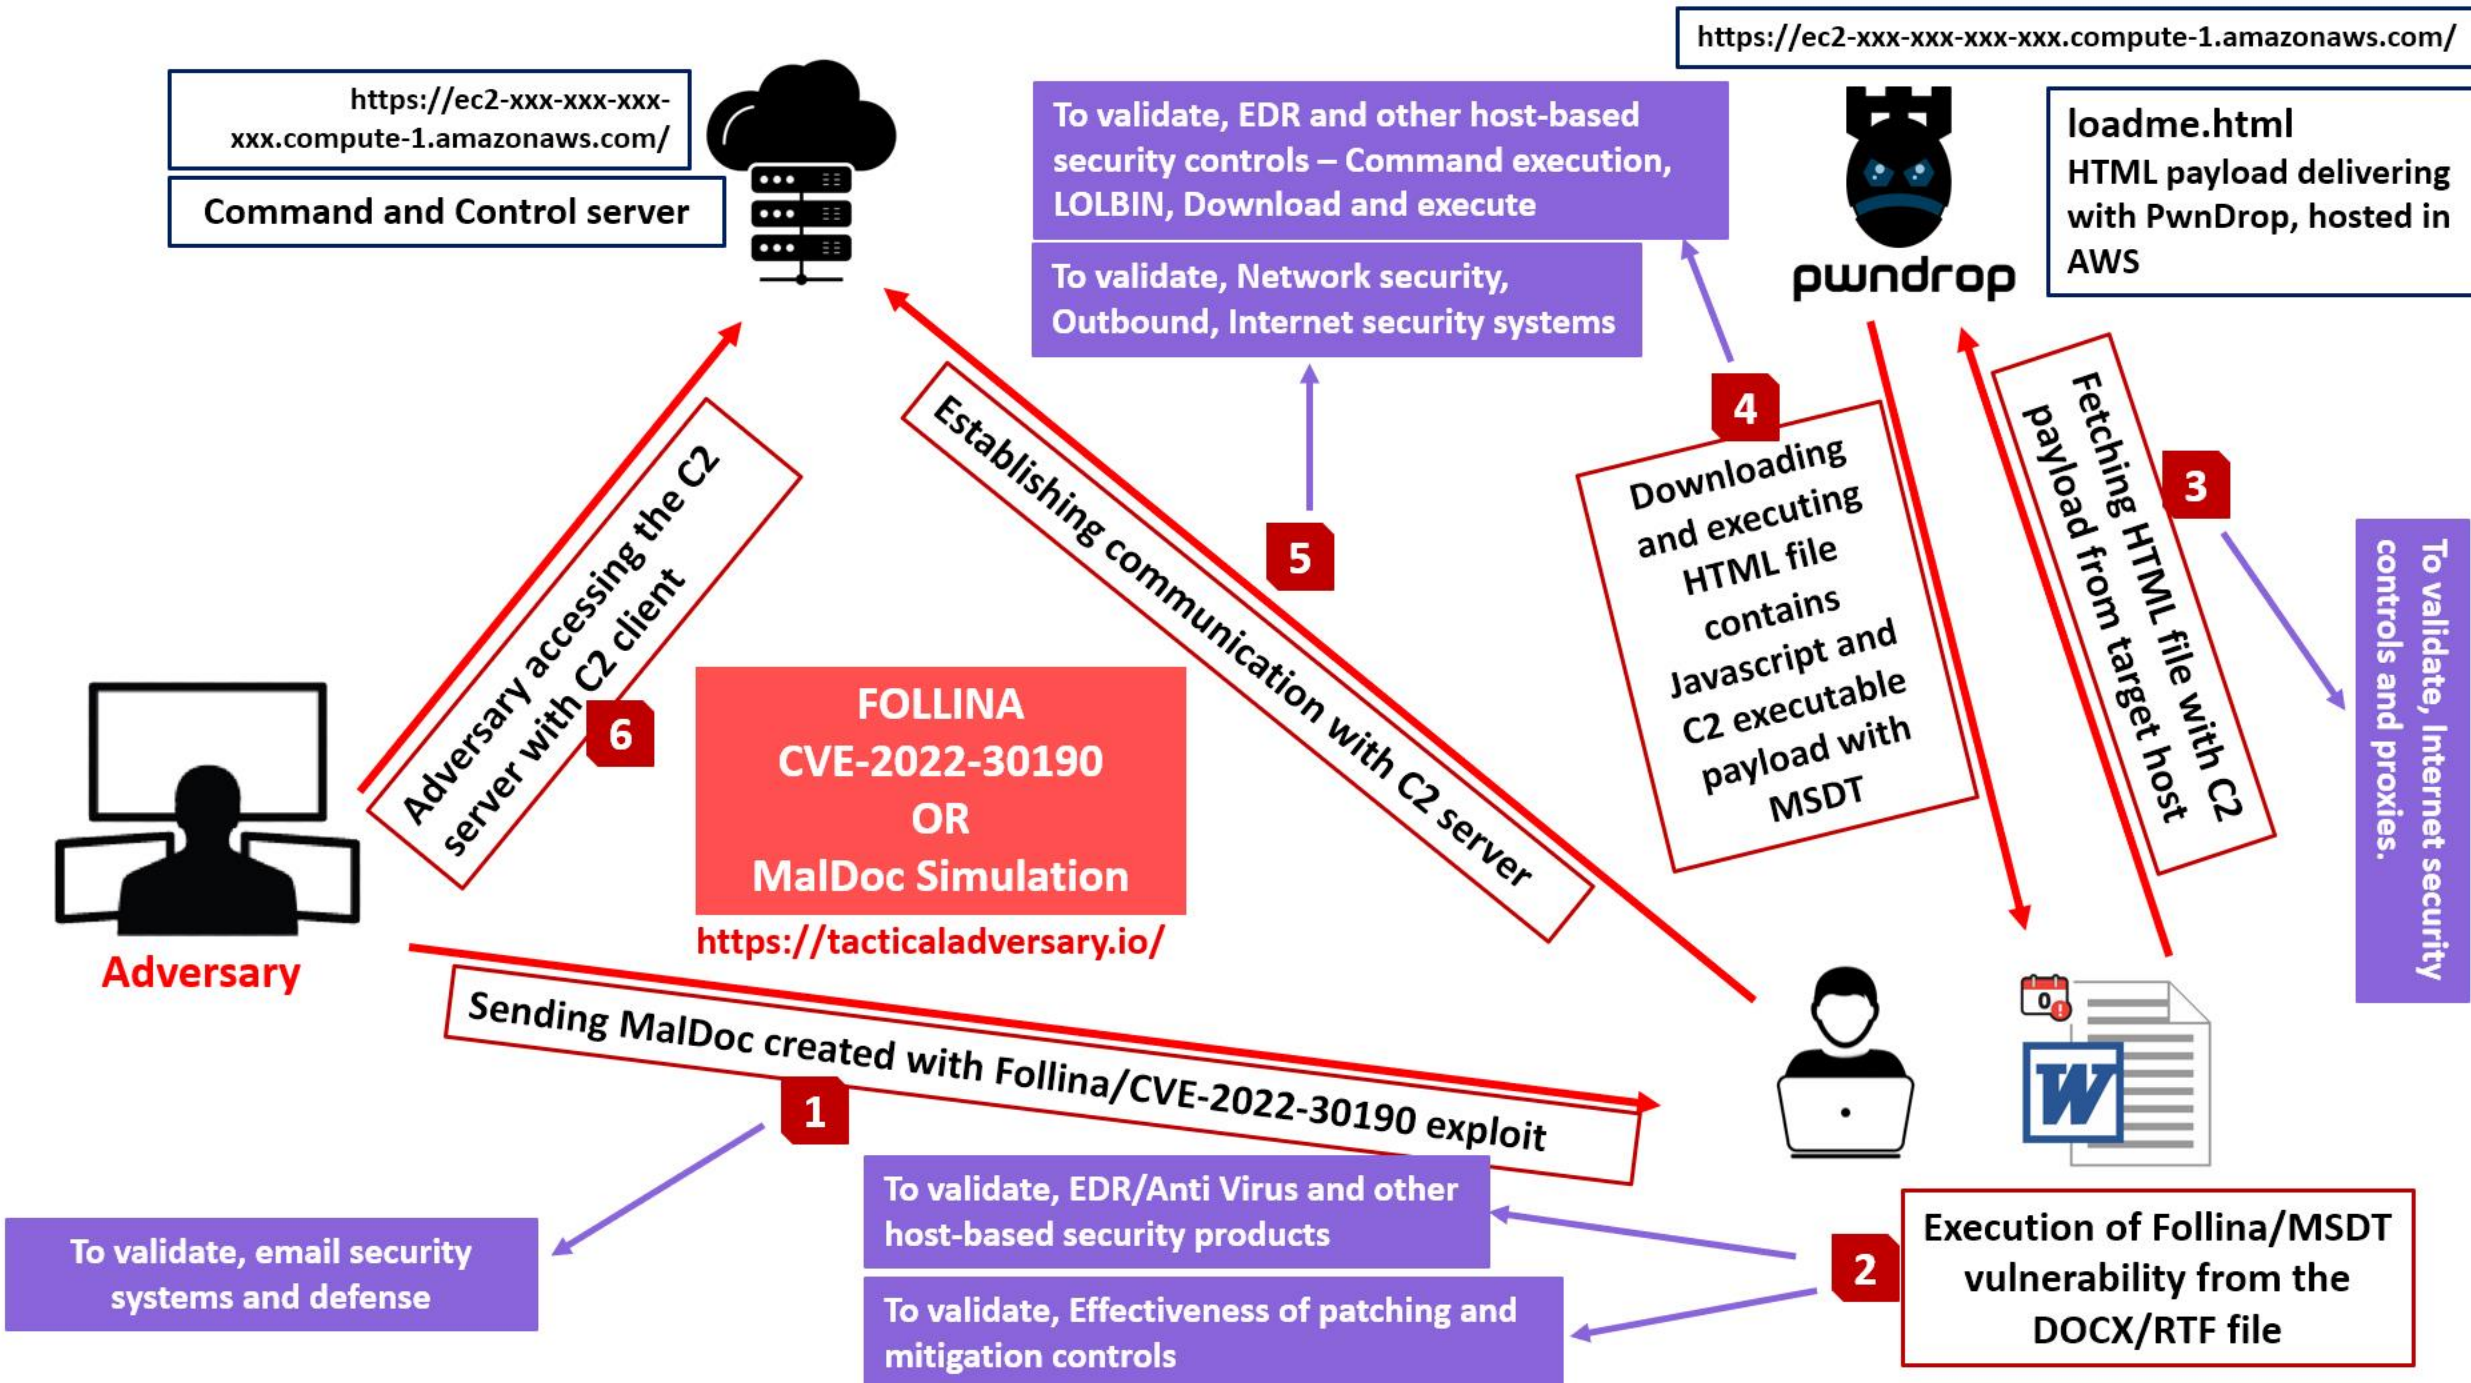 https://ec2-xxx-xxx-xxx-xxx.compute-1.amazonaws.com/
https://ec2-xxx-xxx-xxx-
xxx.compute-1.amazonaws.com/
Command and Control server
To validate, EDR and other host-based
security controls – Command execution,
LOLBIN, Download and execute
To validate, Network security,
Outbound, Internet security systems
pwndrop
loadme.html
HTML payload delivering
with PwnDrop, hosted in
AWS
Adversary accessing the C2
server with C2 client
6
Establishing communication with C2 server
5
4
Downloading
and executing
HTML file
contains
Javascript and
C2 executable
payload with
MSDT
Fetching HTML file with C2
payload from target host
3
To validate, Internet security
controls and proxies.
FOLLINA
CVE-2022-30190
OR
MalDoc Simulation
https://tacticaladversary.io/
Adversary
Sending MalDoc created with Follina/CVE-2022-30190 exploit
1
0
!
W
To validate, email security
systems and defense
To validate, EDR/Anti Virus and other
host-based security products
To validate, Effectiveness of patching and
mitigation controls
2
Execution of Follina/MSDT
vulnerability from the
DOCX/RTF file